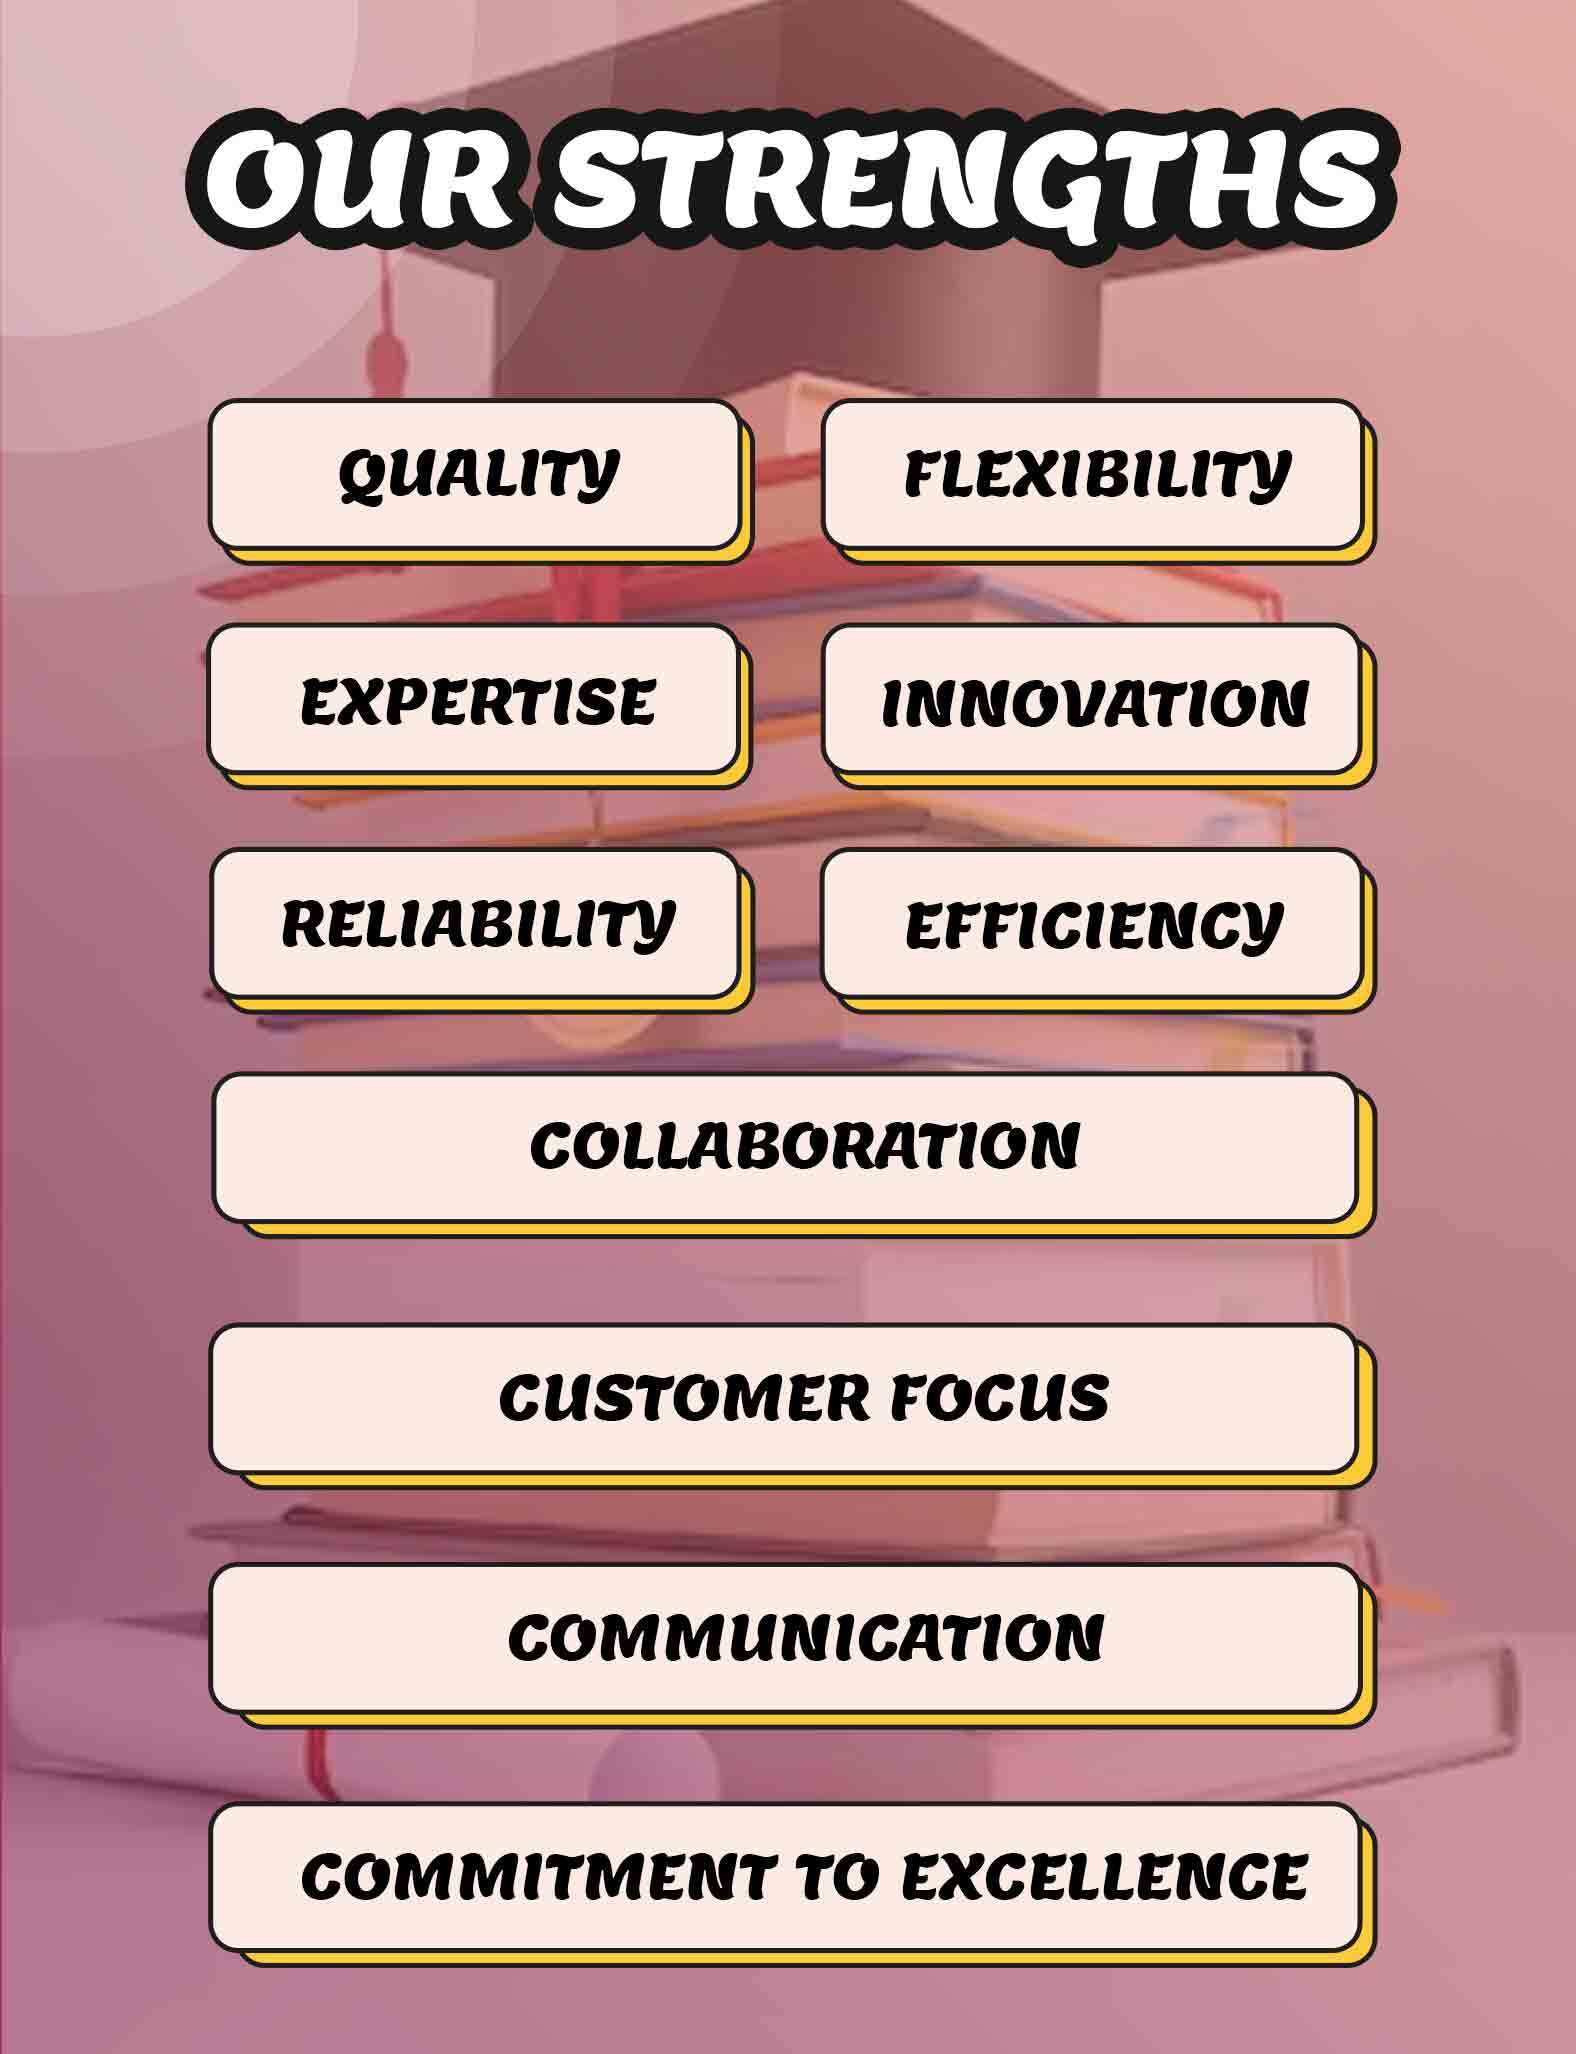 OUR STRENGTHS
QUALITY
FLEXIBILITY
EXPERTISE
INNOVATION
RELIABILITY
EFFICIENCY
COLLABORATION
CUSTOMER FOCUS
COMMUNICATION
COMMITMENT TO EXCELLENCE